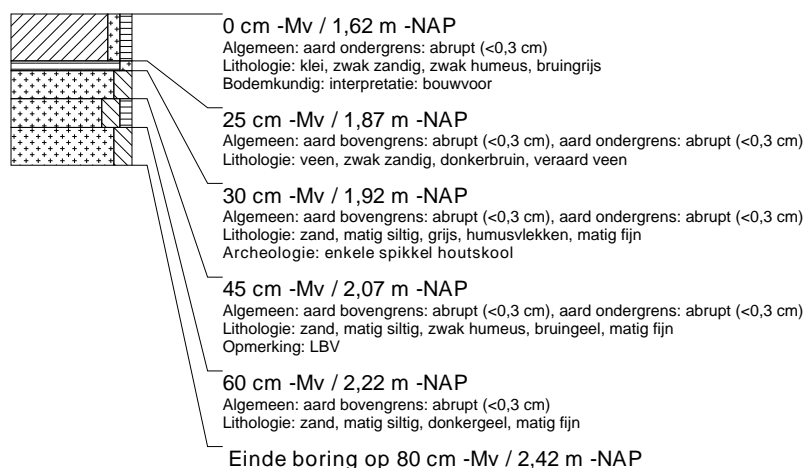 0 cm -Mv / 1,62 m -NAP
Algemeen: aard ondergrens: abrupt (<0,3 cm)
Lithologie: klei, zwak zandig, zwak humeus, bruingrijs
Bodemkundig: interpretatie: bouwvoor
25 cm -Mv / 1,87 m -NAP
Algemeen: aard bovengrens: abrupt (<0,3 cm), aard ondergrens: abrupt (<0,3 cm)
Lithologie: veen, zwak zandig, donkerbruin, veraard veen
30 cm -Mv / 1,92 m -NAP
Algemeen: aard bovengrens: abrupt (<0,3 cm), aard ondergrens: abrupt (<0,3 cm)
Lithologie: zand, matig siltig, grijs, humusvlekken, matig fijn
Archeologie: enkele spikkel houtskool
45 cm -Mv / 2,07 m -NAP
Algemeen: aard bovengrens: abrupt (<0,3 cm), aard ondergrens: abrupt (<0,3 cm)
Lithologie: zand, matig siltig, zwak humeus, bruingeel, matig fijn
Opmerking: LBV
60 cm -Mv / 2,22 m -NAP
Algemeen: aard bovengrens: abrupt (<0,3 cm)
Lithologie: zand, matig siltig, donkergeel, matig fijn
Einde boring op 80 cm -Mv / 2,42 m -NAP